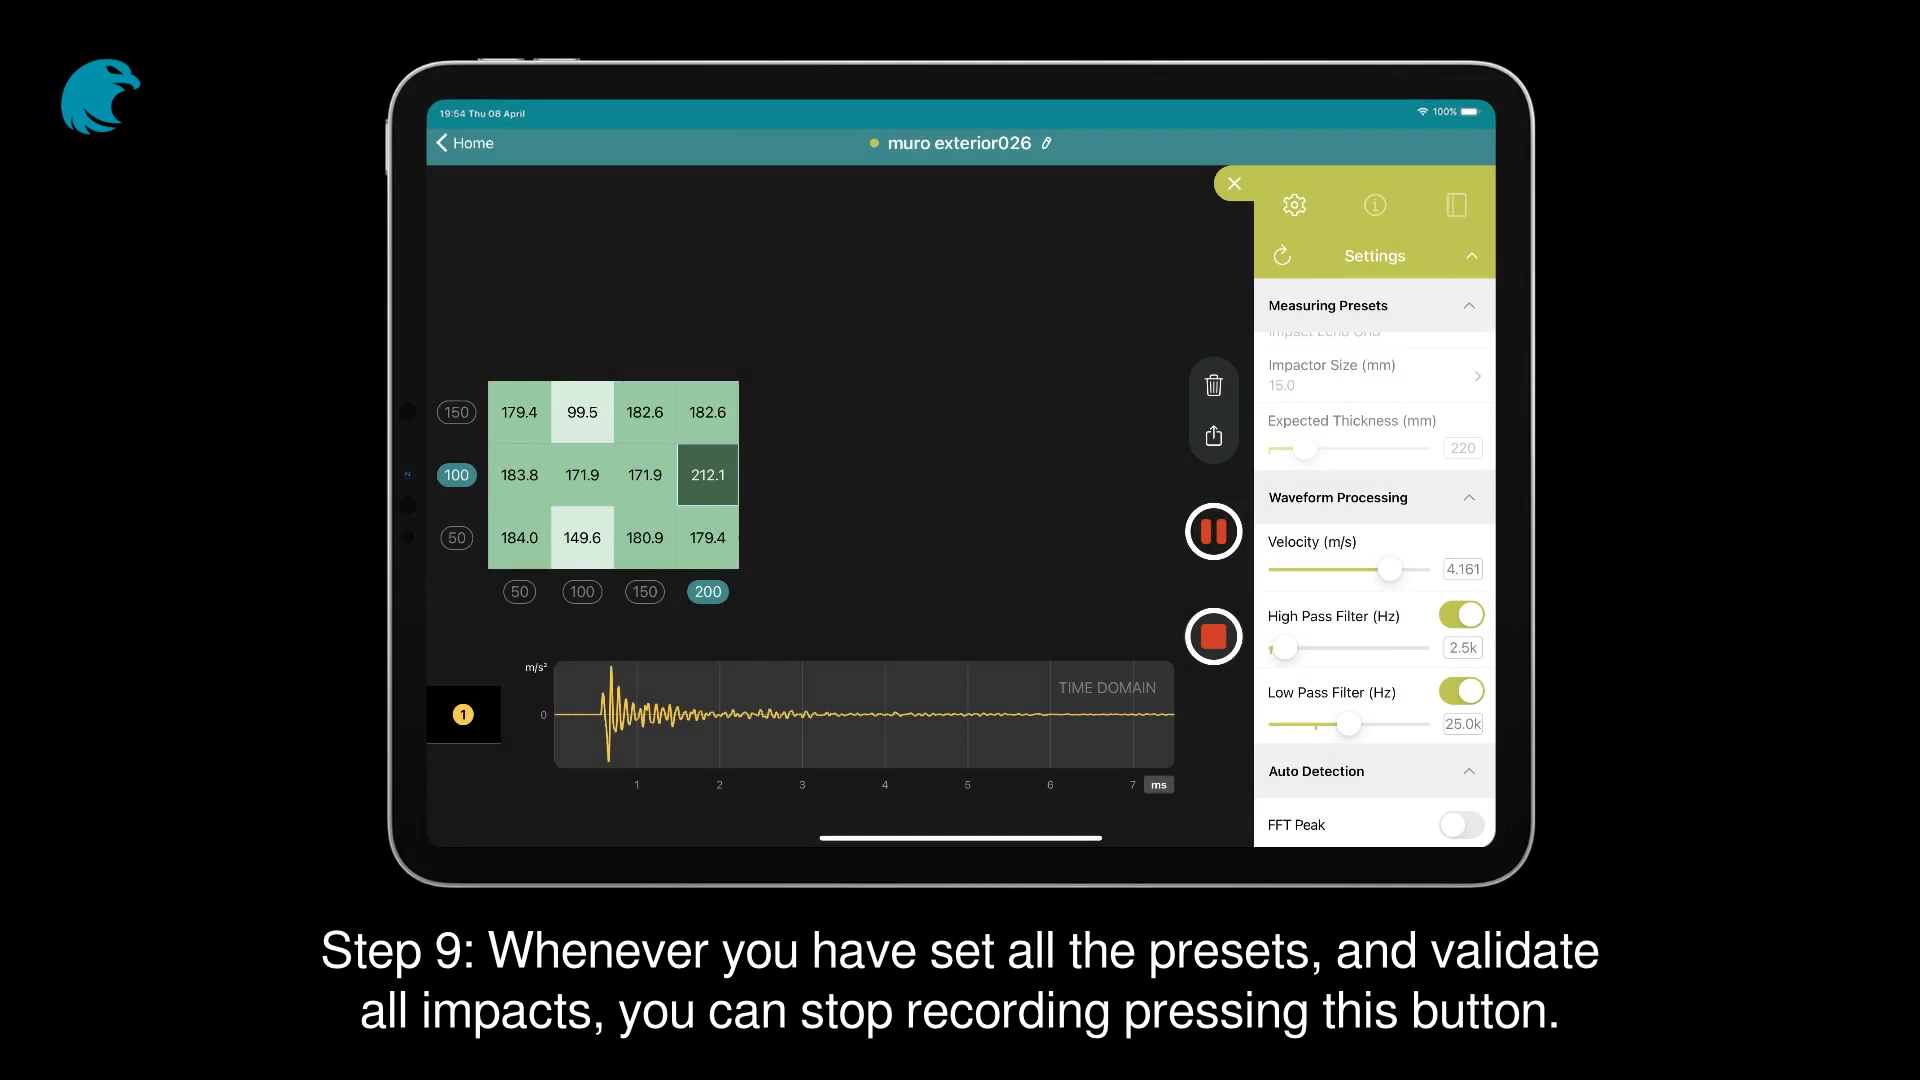 19:54 Thu 08 April
100%
Home
muro exterior026
Settings
Measuring Presets
Impact Echo Grid
Impactor Size (mm)
15.0
Expected Thickness (mm)
220
Waveform Processing
Velocity (m/s)
4.161
High Pass Filter (Hz)
2.5k
Low Pass Filter (Hz)
25.0k
Auto Detection
FFT Peak
150 179.4 99.5 182.6 182.6
100 183.8 171.9 171.9 212.1
50 184.0 149.6 180.9 179.4
50 100 150 200
m/s²
TIME DOMAIN
0
1
1 2 3 4 5 6 7 ms
Step 9: Whenever you have set all the presets, and validate
all impacts, you can stop recording pressing this button.